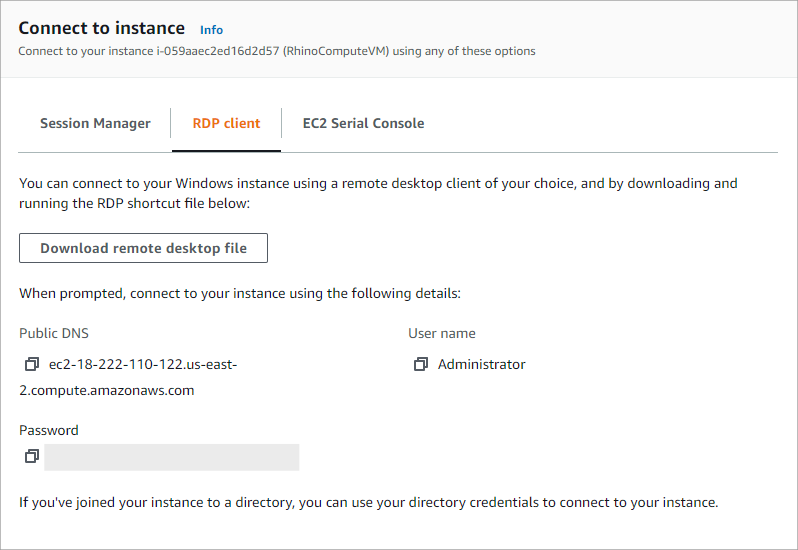 Connect to instance Info
Connect to your instance i-059aaec2ed16d2d57 (RhinoComputeVM) using any of these options
Session Manager RDP client EC2 Serial Console
You can connect to your Windows instance using a remote desktop client of your choice, and by downloading and
running the RDP shortcut file below:
Download remote desktop file
When prompted, connect to your instance using the following details:
Public DNS User name
ec2-18-222-110-122.us-east- Administrator
2.compute.amazonaws.com
Password
If you've joined your instance to a directory, you can use your directory credentials to connect to your instance.